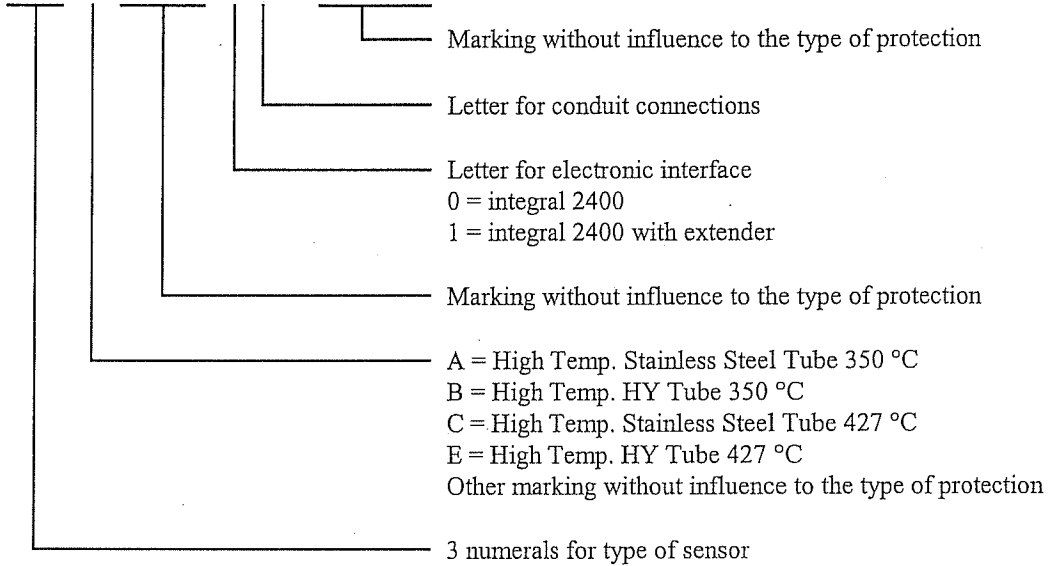 Marking without influence to the type of protection
Letter for conduit connections
Letter for electronic interface
0 = integral 2400
1 = integral 2400 with extender
Marking without influence to the type of protection
A = High Temp. Stainless Steel Tube 350 °C
B = High Temp. HY Tube 350 °C
C = High Temp. Stainless Steel Tube 427 °C
E = High Temp. HY Tube 427 °C
Other marking without influence to the type of protection
3 numerals for type of sensor